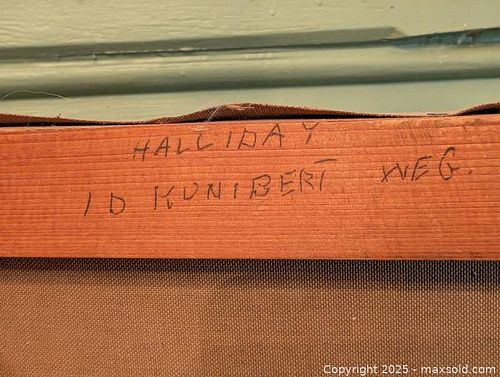 HALLIDAY
1D KUNIBERT WEG.
Copyright © 2025 - maxsold.com